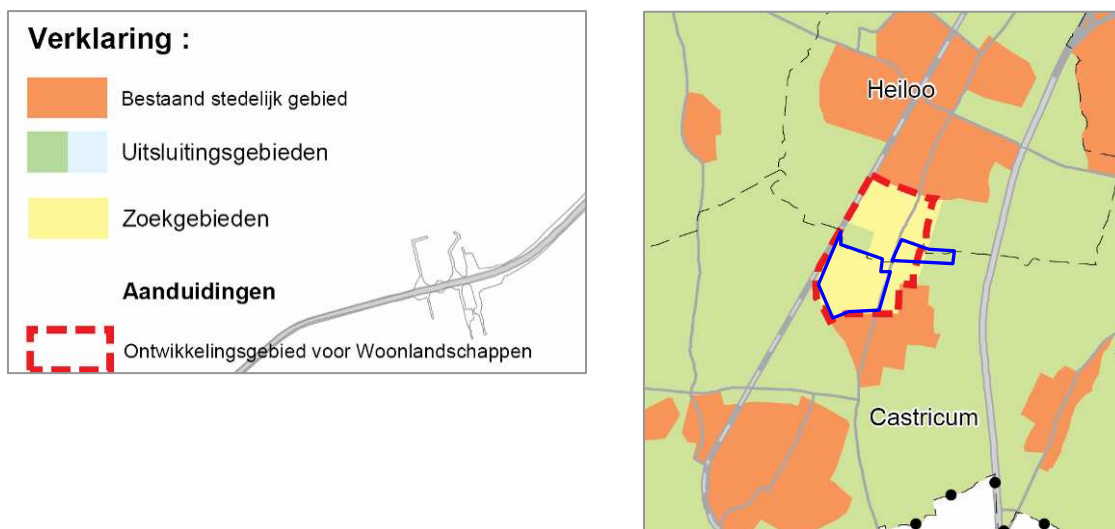 Verklaring :
Bestaand stedelijk gebied
Uitsluitingsgebieden
Zoekgebieden
Aanduidingen
Ontwikkelingsgebied voor Woonlandschappen
Heiloo
Castricum